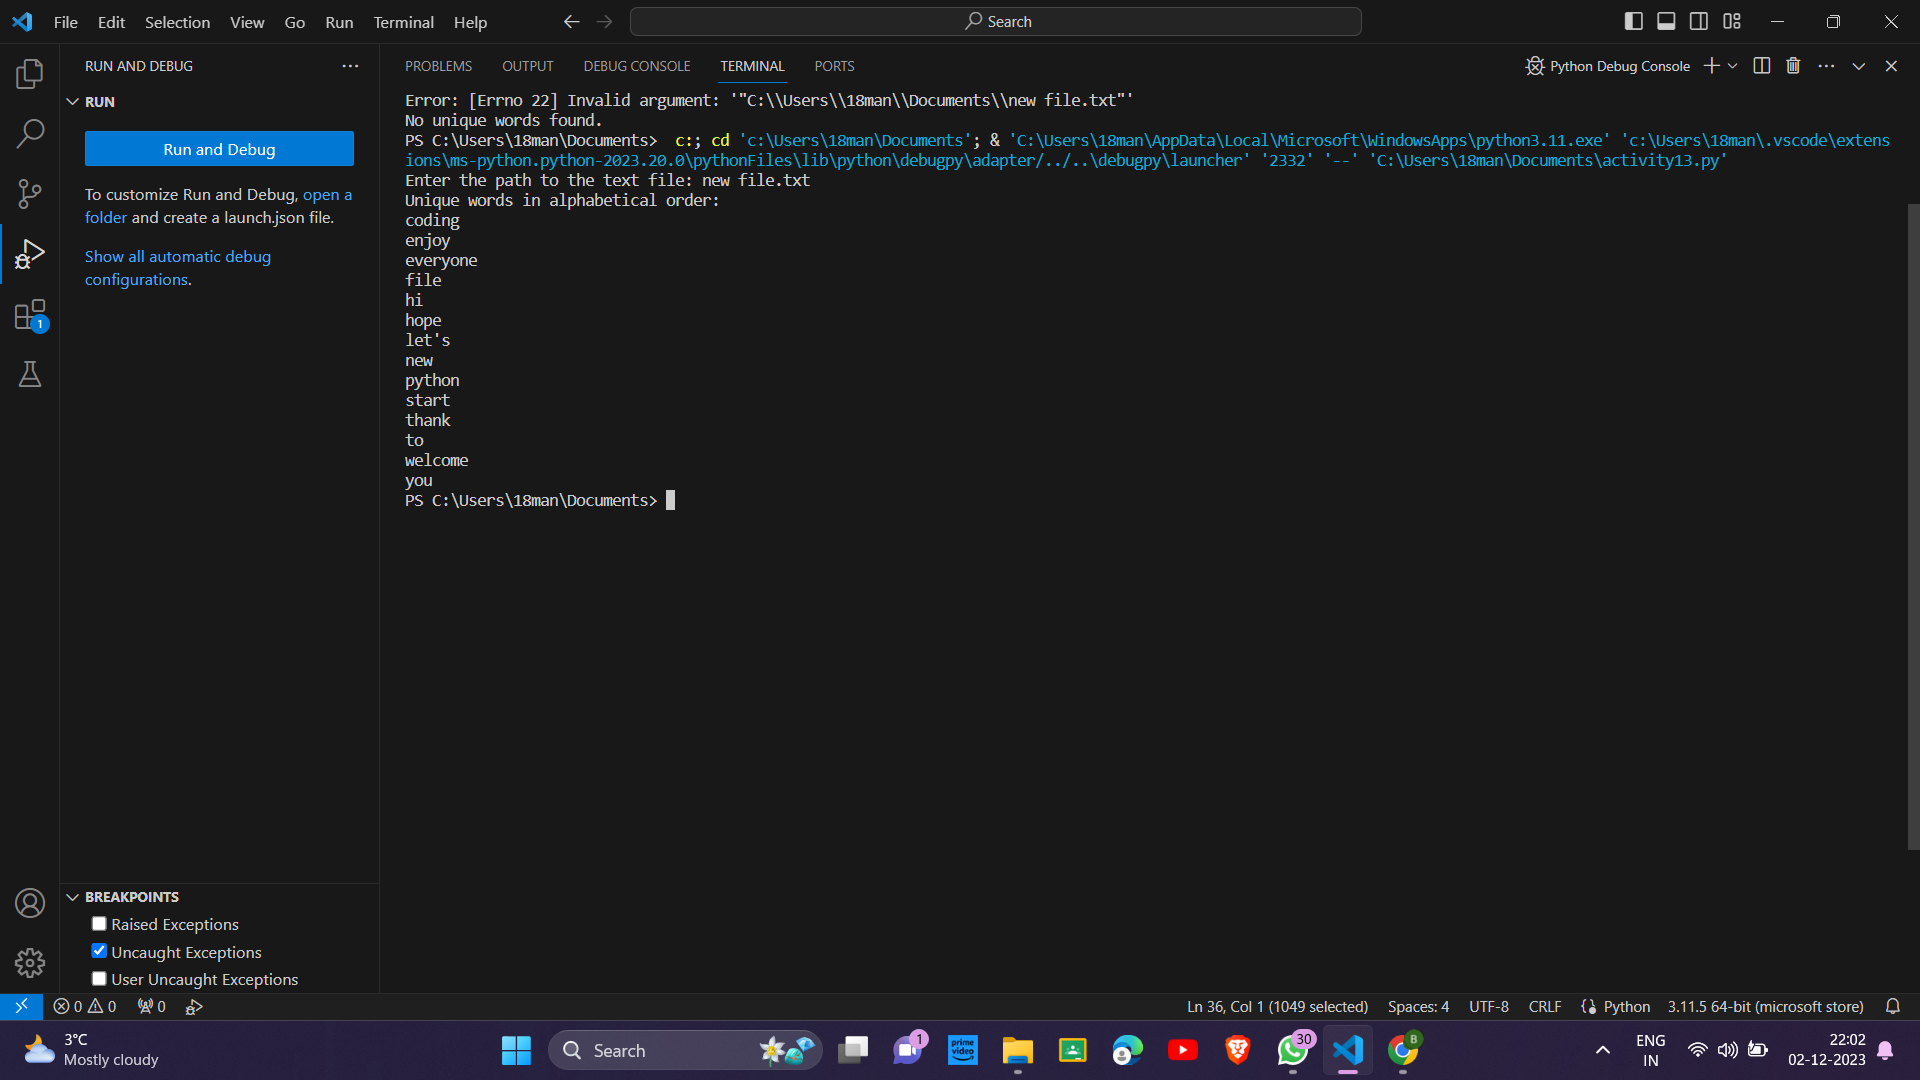 File Edit Selection View Go Run Terminal Help
Search
RUN AND DEBUG
RUN
Run and Debug
To customize Run and Debug, open a
folder and create a launch.json file.
Show all automatic debug
configurations.
1
BREAKPOINTS
Raised Exceptions
Uncaught Exceptions
User Uncaught Exceptions
PROBLEMS OUTPUT DEBUG CONSOLE TERMINAL PORTS
Python Debug Console
Error: [Errno 22] Invalid argument: '"C:\\Users\\18man\\Documents\\new file.txt"'
No unique words found.
PS C:\Users\18man\Documents>  c:; cd 'c:\Users\18man\Documents'; & 'C:\Users\18man\AppData\Local\Microsoft\WindowsApps\python3.11.exe' 'c:\Users\18man\.vscode\extens
ions\ms-python.python-2023.20.0\pythonFiles\lib\python\debugpy\adapter/../..\debugpy\launcher' '2332' '--' 'C:\Users\18man\Documents\activity13.py'
Enter the path to the text file: new file.txt
Unique words in alphabetical order:
coding
enjoy
everyone
file
hi
hope
let's
new
python
start
thank
to
welcome
you
PS C:\Users\18man\Documents>
0 0 0
Ln 36, Col 1 (1049 selected) Spaces: 4 UTF-8 CRLF {} Python 3.11.5 64-bit (microsoft store)
3°C
Mostly cloudy
Search
1
prime
video
30
B
ENG
IN
22:02
02-12-2023